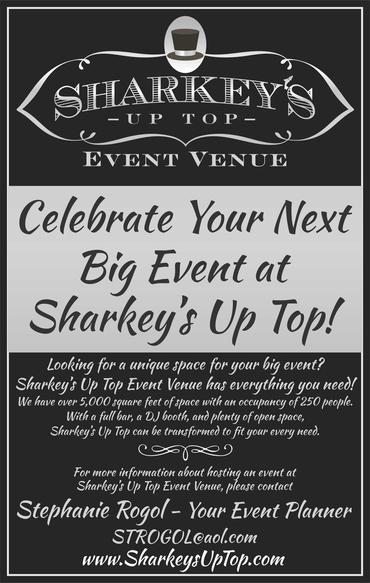 SHARKEY'S
- UP TOP -
EVENT VENUE
Celebrate Your Next
Big Event at
Sharkey's Up Top!
Looking for a unique space for your big event?
Sharkey's Up Top Event Venue has everything you need!
We have over 5,000 square feet of space with an occupancy of 250 people.
With a full bar, a DJ booth, and plenty of open space,
Sharkey's Up Top can be transformed to fit your every need.
For more information about hosting an event at
Sharkey's Up Top Event Venue, please contact
Stephanie Rogol - Your Event Planner
STROGOL@aol.com
www.SharkeysUpTop.com